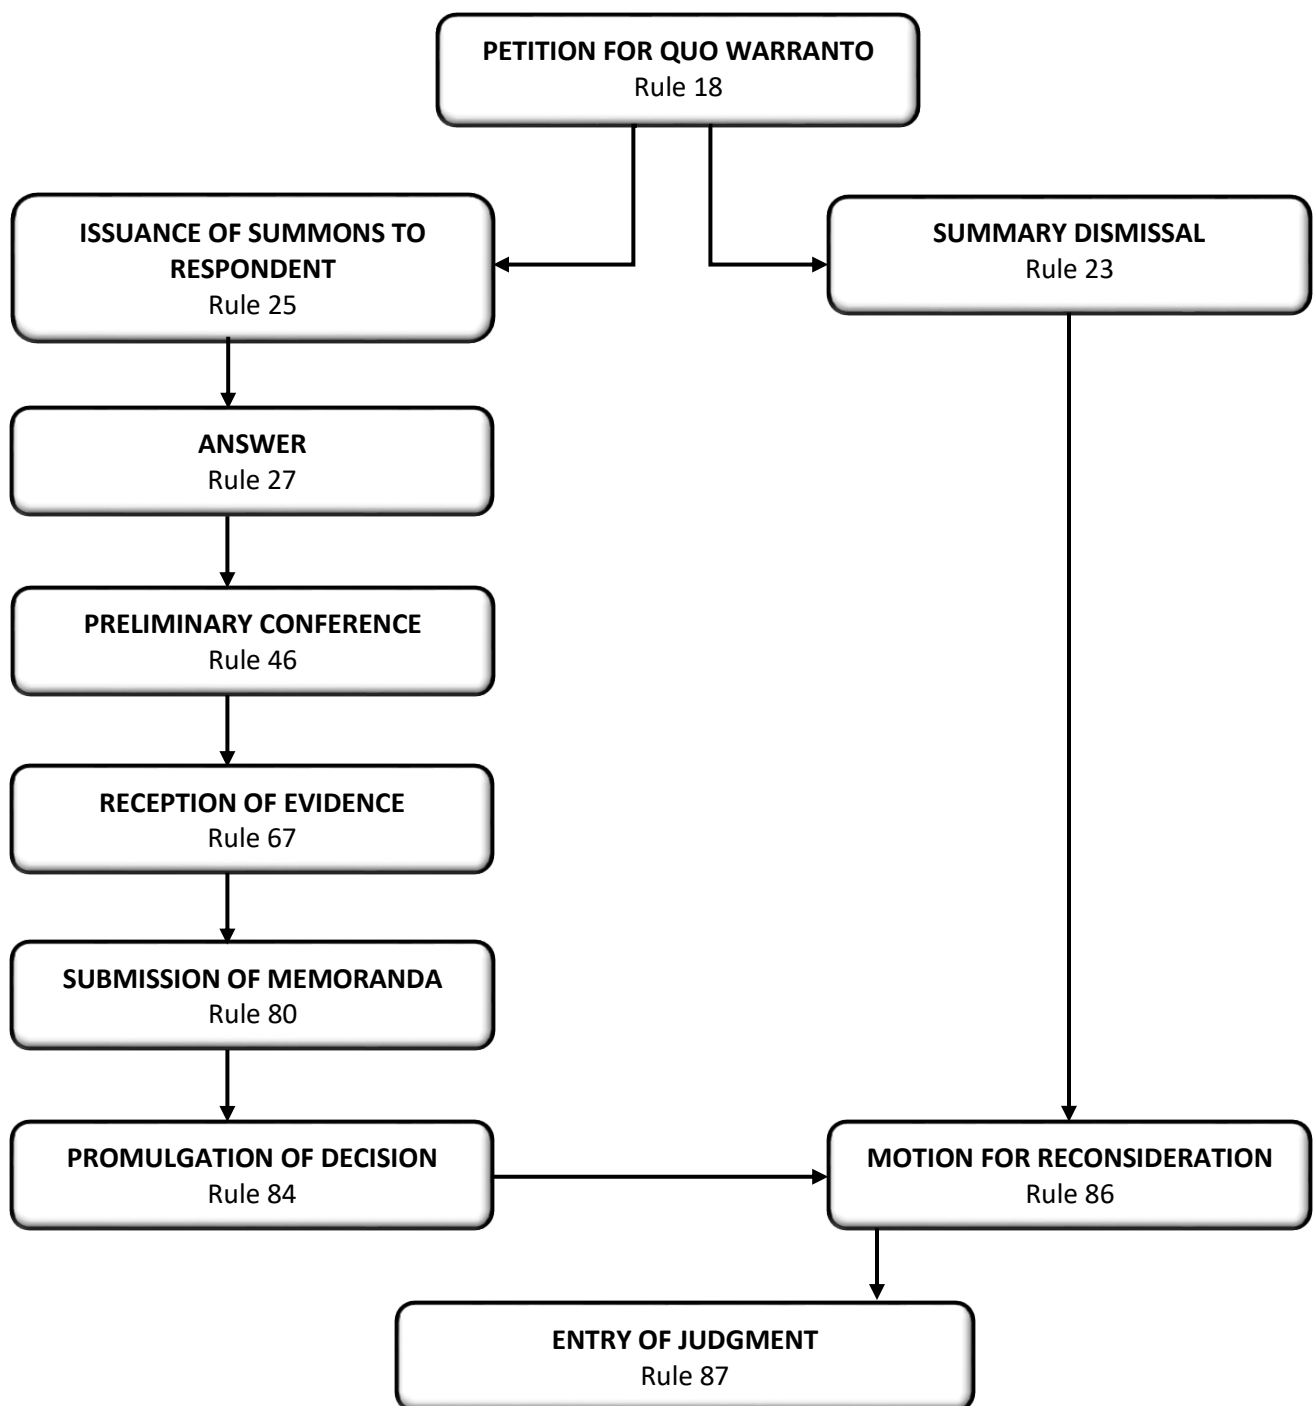 PETITION FOR QUO WARRANTO
Rule 18
ISSUANCE OF SUMMONS TO
RESPONDENT
Rule 25
SUMMARY DISMISSAL
Rule 23
ANSWER
Rule 27
PRELIMINARY CONFERENCE
Rule 46
RECEPTION OF EVIDENCE
Rule 67
SUBMISSION OF MEMORANDA
Rule 80
PROMULGATION OF DECISION
Rule 84
MOTION FOR RECONSIDERATION
Rule 86
ENTRY OF JUDGMENT
Rule 87